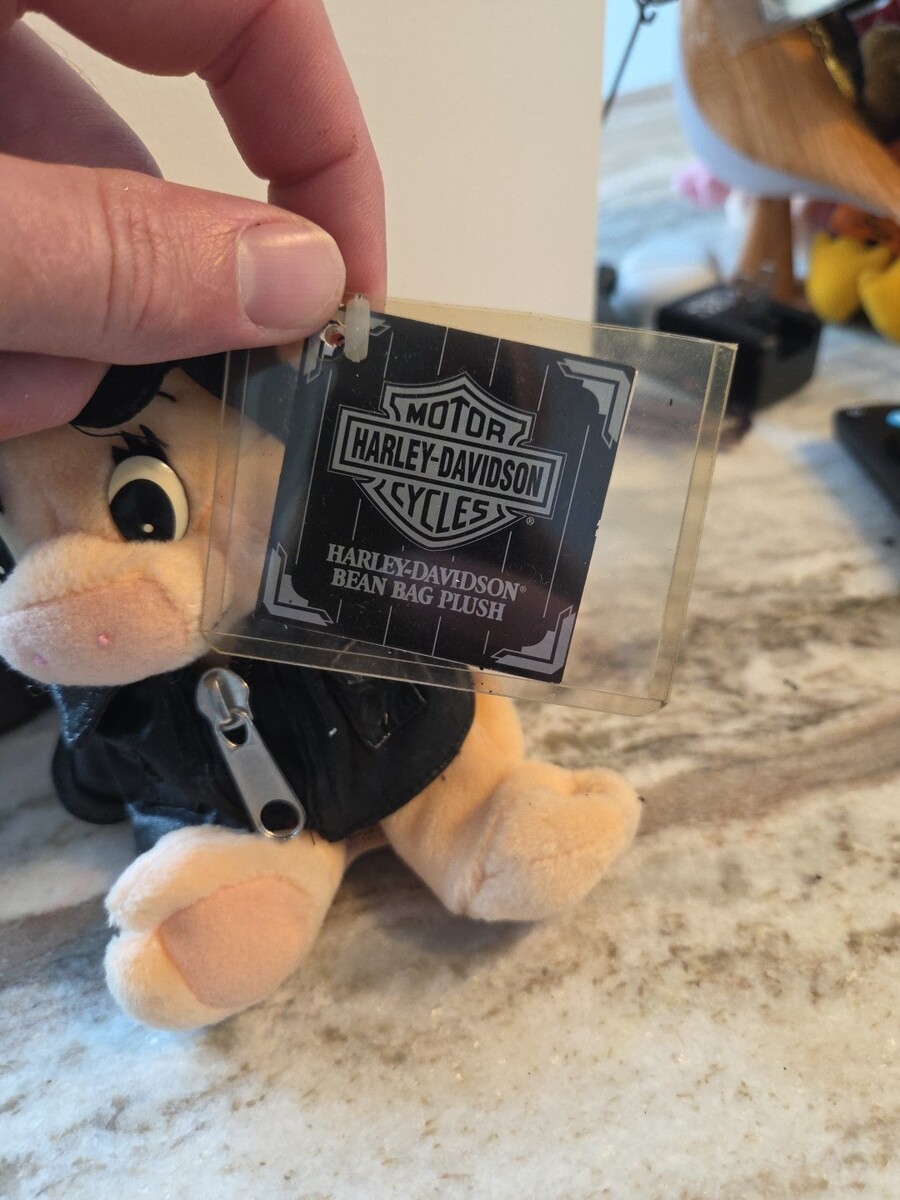 MOTOR
HARLEY-DAVIDSON
CYCLES®
HARLEY-DAVIDSON®
BEAN BAG PLUSH